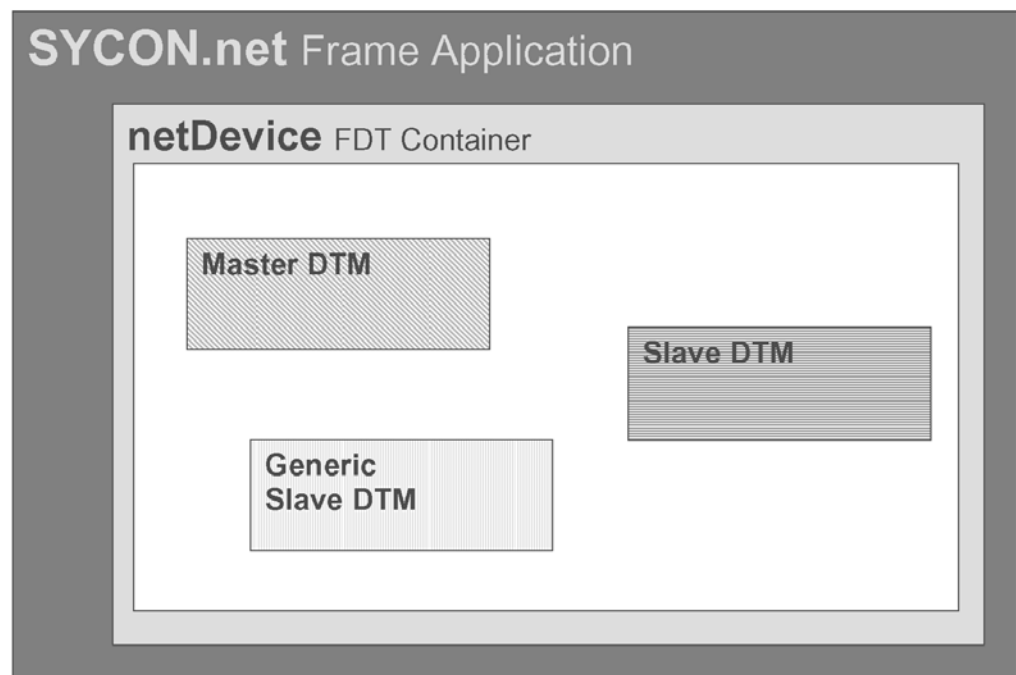 SYCON.net Frame Application
netDevice FDT Container
Master DTM
Slave DTM
Generic
Slave DTM